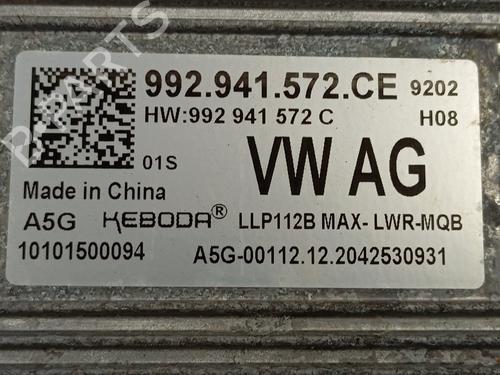 992.941.572.CE 9202
HW:992 941 572 C H08
01S
VW AG
Made in China
A5G KEBODA® LLP112B MAX- LWR-MQB
10101500094 A5G-00112.12.2042530931
B PARTS